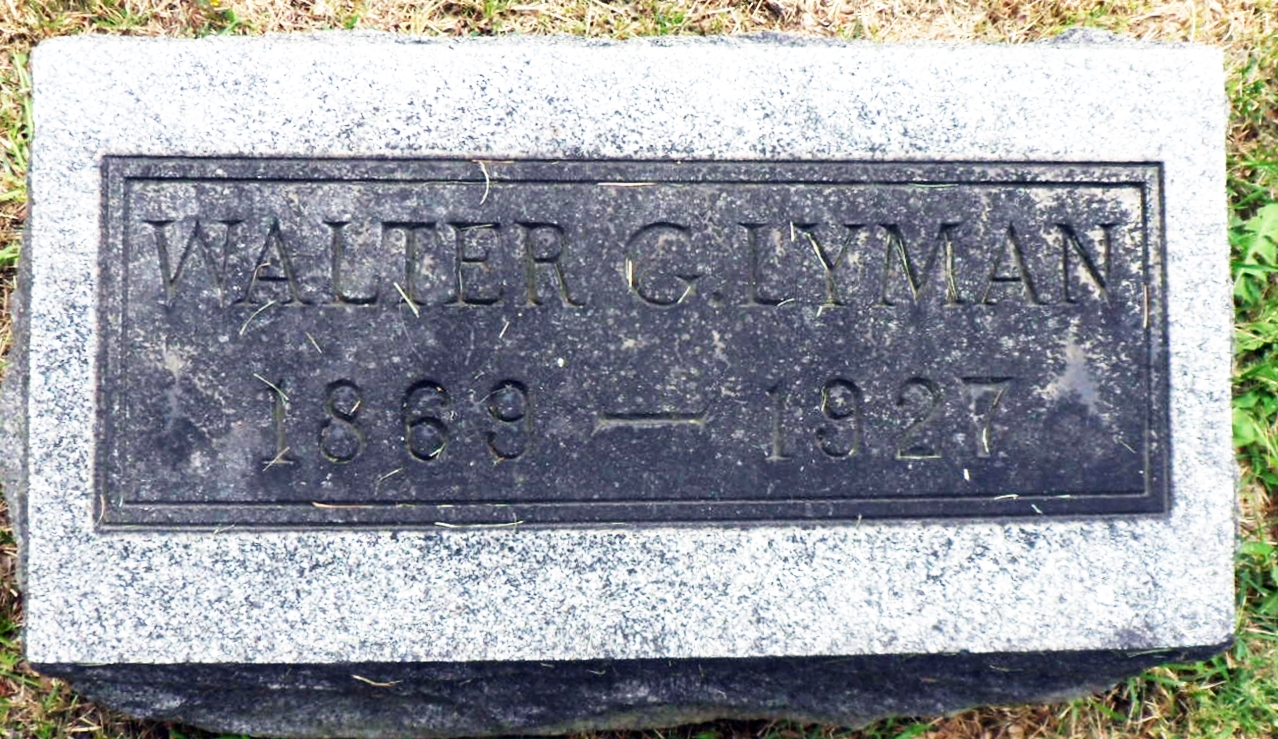 WALTER G. LYMAN
1869 — 1927